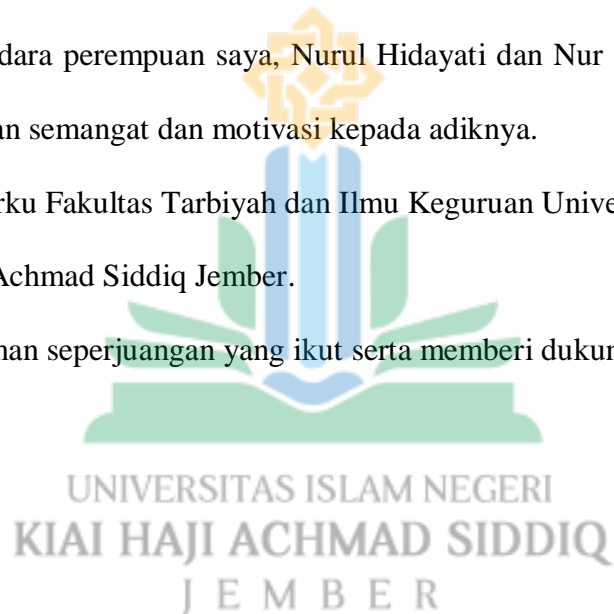 dara perempuan saya, Nurul Hidayati dan Nur
an semangat dan motivasi kepada adiknya.
rku Fakultas Tarbiyah dan Ilmu Keguruan Unive
Achmad Siddiq Jember.
nan seperjuangan yang ikut serta memberi dukun
UNIVERSITAS ISLAM NEGERI
KIAI HAJI ACHMAD SIDDIQ
JEMBER